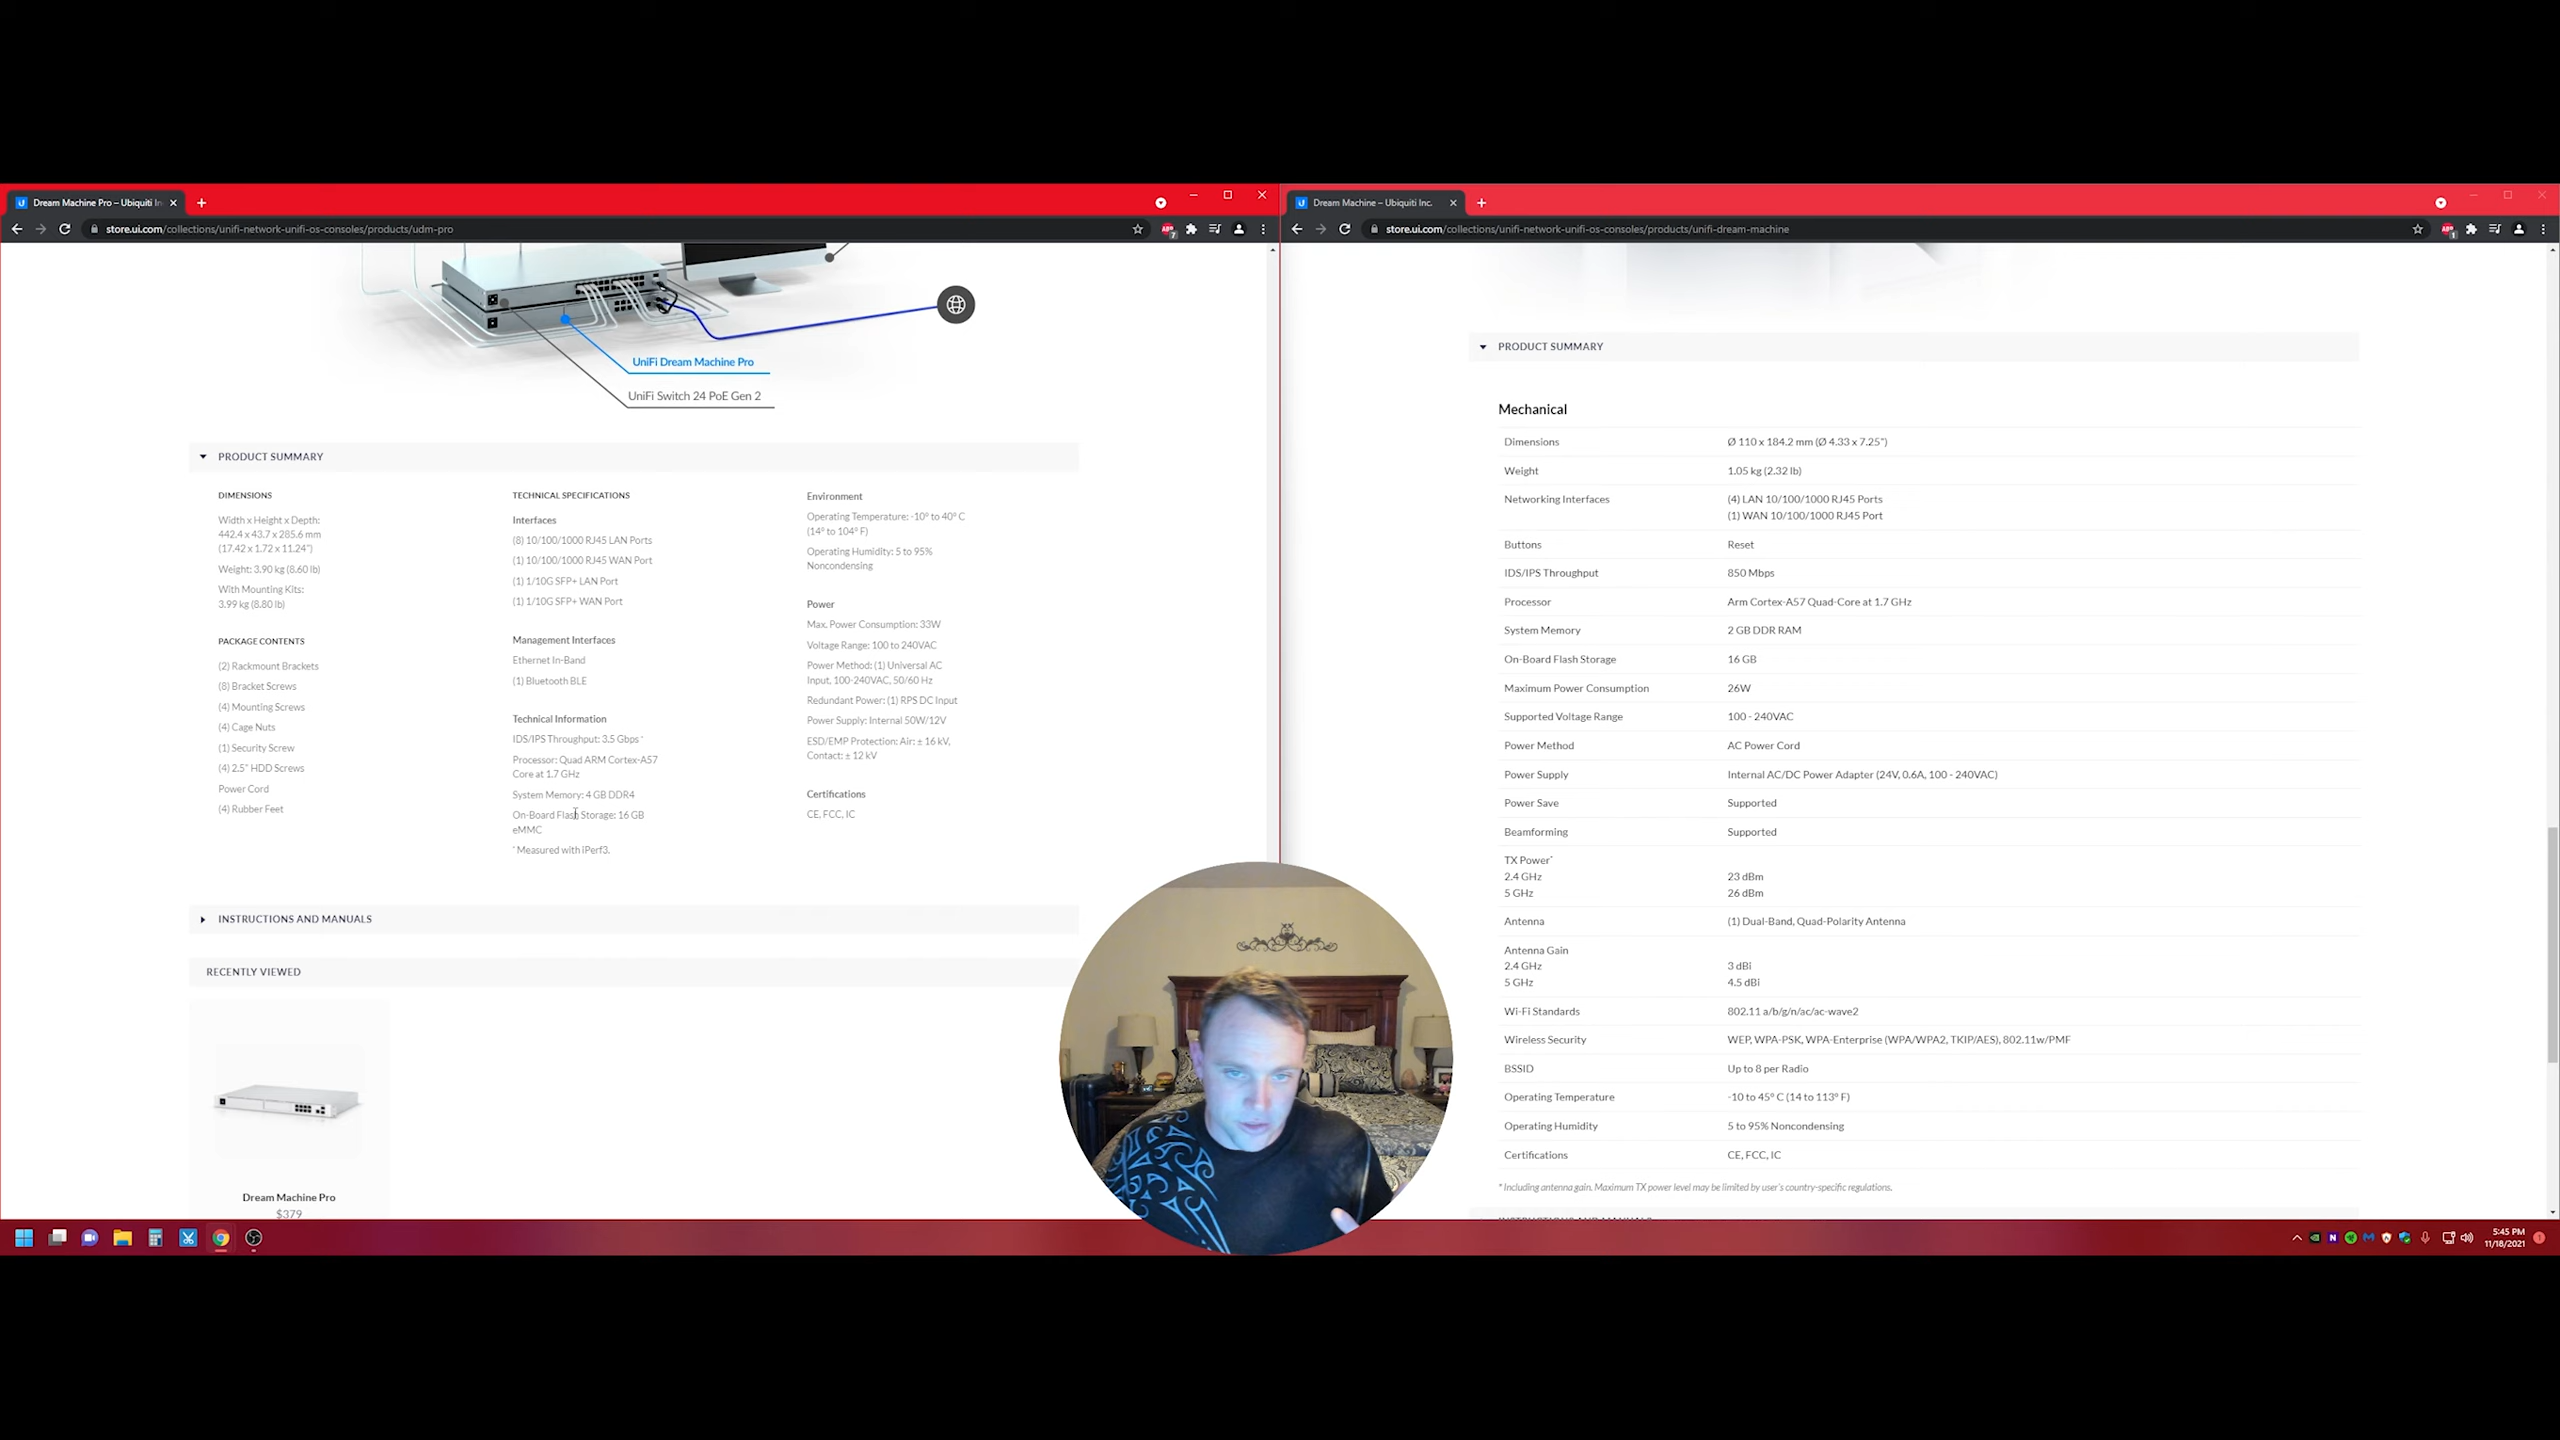 Dream Machine Pro – Ubiquiti In
store.ui.com/collections/unifi-network-unifi-os-consoles/products/udm-pro
UniFi Dream Machine Pro
UniFi Switch 24 PoE Gen 2
PRODUCT SUMMARY
DIMENSIONS
Width x Height x Depth:
442.4 x 43.7 x 285.6 mm
(17.42 x 1.72 x 11.24")
Weight: 3.90 kg (8.60 lb)
With Mounting Kits:
3.99 kg (8.80 lb)
PACKAGE CONTENTS
(2) Rackmount Brackets
(8) Bracket Screws
(4) Mounting Screws
(4) Cage Nuts
(1) Security Screw
(4) 2.5" HDD Screws
Power Cord
(4) Rubber Feet
TECHNICAL SPECIFICATIONS
Interfaces
(8) 10/100/1000 RJ45 LAN Ports
(1) 10/100/1000 RJ45 WAN Port
(1) 1/10G SFP+ LAN Port
(1) 1/10G SFP+ WAN Port
Management Interfaces
Ethernet In-Band
(1) Bluetooth BLE
Technical Information
IDS/IPS Throughput: 3.5 Gbps *
Processor: Quad ARM Cortex-A57
Core at 1.7 GHz
System Memory: 4 GB DDR4
On-Board Flash Storage: 16 GB
eMMC
* Measured with iPerf3.
Environment
Operating Temperature: -10° to 40° C
(14° to 104° F)
Operating Humidity: 5 to 95%
Noncondensing
Power
Max. Power Consumption: 33W
Voltage Range: 100 to 240VAC
Power Method: (1) Universal AC
Input, 100-240VAC, 50/60 Hz
Redundant Power: (1) RPS DC Input
Power Supply: Internal 50W/12V
ESD/EMP Protection: Air: ± 16 kV,
Contact: ± 12 kV
Certifications
CE, FCC, IC
INSTRUCTIONS AND MANUALS
RECENTLY VIEWED
Dream Machine Pro
$379
Dream Machine – Ubiquiti Inc.
store.ui.com/collections/unifi-network-unifi-os-consoles/products/unifi-dream-machine
PRODUCT SUMMARY
Mechanical
Dimensions Ø 110 x 184.2 mm (Ø 4.33 x 7.25")
Weight 1.05 kg (2.32 lb)
Networking Interfaces (4) LAN 10/100/1000 RJ45 Ports
(1) WAN 10/100/1000 RJ45 Port
Buttons Reset
IDS/IPS Throughput 850 Mbps
Processor Arm Cortex-A57 Quad-Core at 1.7 GHz
System Memory 2 GB DDR RAM
On-Board Flash Storage 16 GB
Maximum Power Consumption 26W
Supported Voltage Range 100 - 240VAC
Power Method AC Power Cord
Power Supply Internal AC/DC Power Adapter (24V, 0.6A, 100 - 240VAC)
Power Save Supported
Beamforming Supported
TX Power*
2.4 GHz 23 dBm
5 GHz 26 dBm
Antenna (1) Dual-Band, Quad-Polarity Antenna
Antenna Gain
2.4 GHz 3 dBi
5 GHz 4.5 dBi
Wi-Fi Standards 802.11 a/b/g/n/ac/ac-wave2
Wireless Security WEP, WPA-PSK, WPA-Enterprise (WPA/WPA2, TKIP/AES), 802.11w/PMF
BSSID Up to 8 per Radio
Operating Temperature -10 to 45° C (14 to 113° F)
Operating Humidity 5 to 95% Noncondensing
Certifications CE, FCC, IC
* Including antenna gain. Maximum TX power level may be limited by user's country-specific regulations.
5:45 PM
11/18/2021